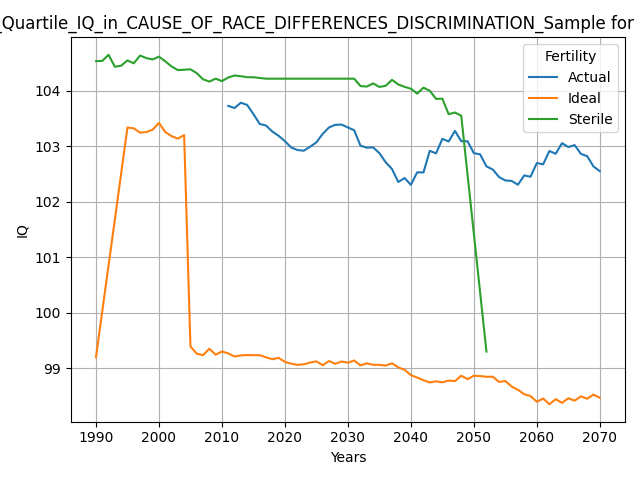 _Quartile_IQ_in_CAUSE_OF_RACE_DIFFERENCES_DISCRIMINATION_Sample for
Fertility
Actual
Ideal
Sterile
IQ
104
103
102
101
100
99
1990 2000 2010 2020 2030 2040 2050 2060 2070
Years